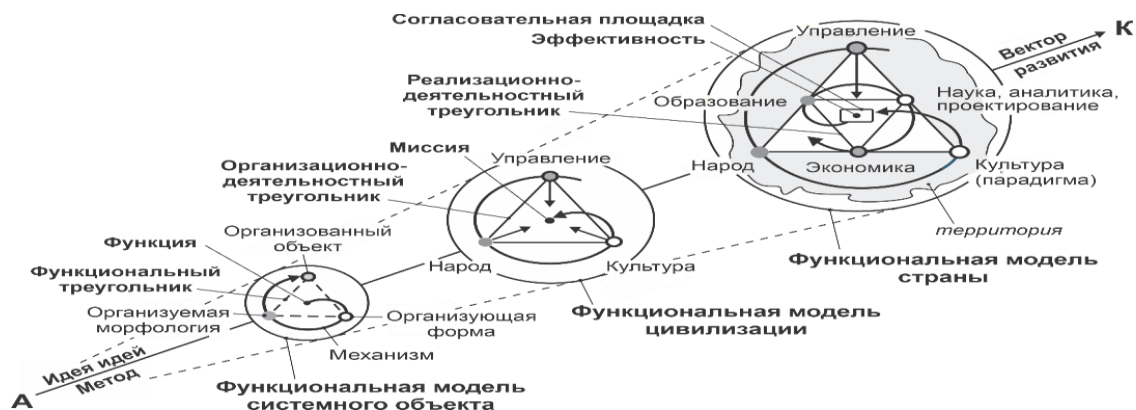 Согласовательная площадка
Эффективность
Управление
К
Вектор
развития
Реализационно-
деятельностный
треугольник
Образование
Наука, аналитика,
проектирование
Миссия
Управление
Организационно-
деятельностный
треугольник
Народ
Экономика
Культура
(парадигма)
территория
Функция
Организованный
объект
Народ
Культура
Функциональная модель
страны
Функциональный
треугольник
Организуемая
морфология
Организующая
форма
Функциональная модель
цивилизации
Механизм
Идея идей
Метод
А
Функциональная модель
системного объекта